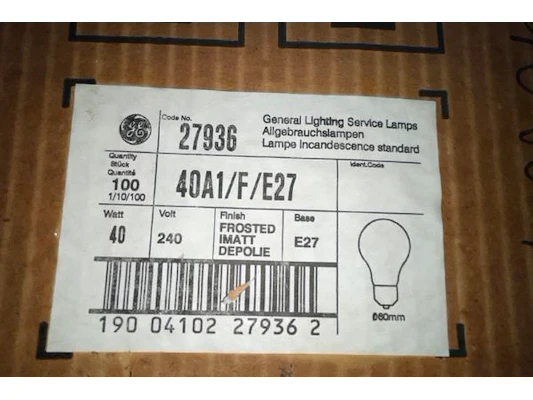 GE
Code No.
27936
General Lighting Service Lamps
Allgebrauchslampen
Lampe Incandescence standard
Quantity
Stück
Quantité
100
1/10/100
40A1/F/E27
Ident.Code
Watt
40
Volt
240
Finish
FROSTED
IMATT
DEPOLIE
Base
E27
190 04102 27936 2
Ø60mm